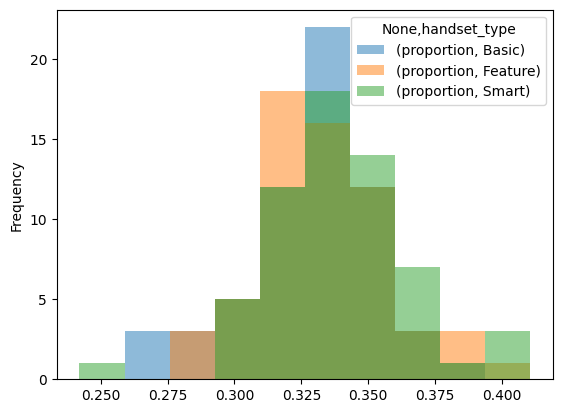 None,handset_type
(proportion, Basic)
(proportion, Feature)
(proportion, Smart)
Frequency
20
15
10
5
0
0.250 0.275 0.300 0.325 0.350 0.375 0.400